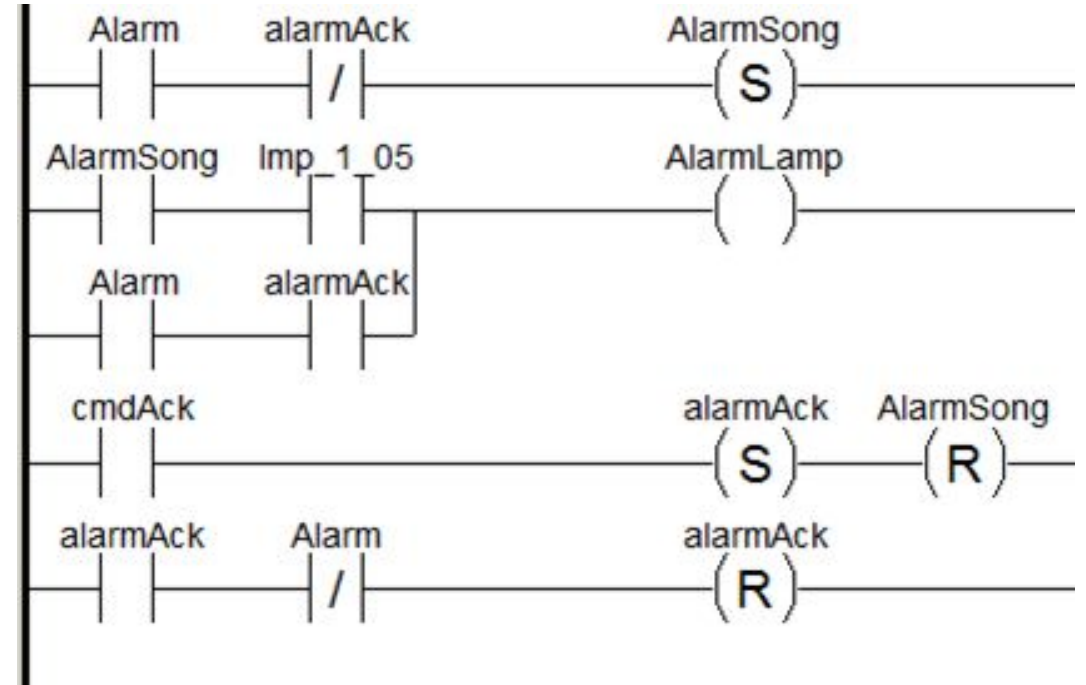 Alarm alarmAck AlarmSong
/ S
AlarmSong Imp_1_05 AlarmLamp
Alarm alarmAck
cmdAck alarmAck AlarmSong
S R
alarmAck Alarm alarmAck
/ R